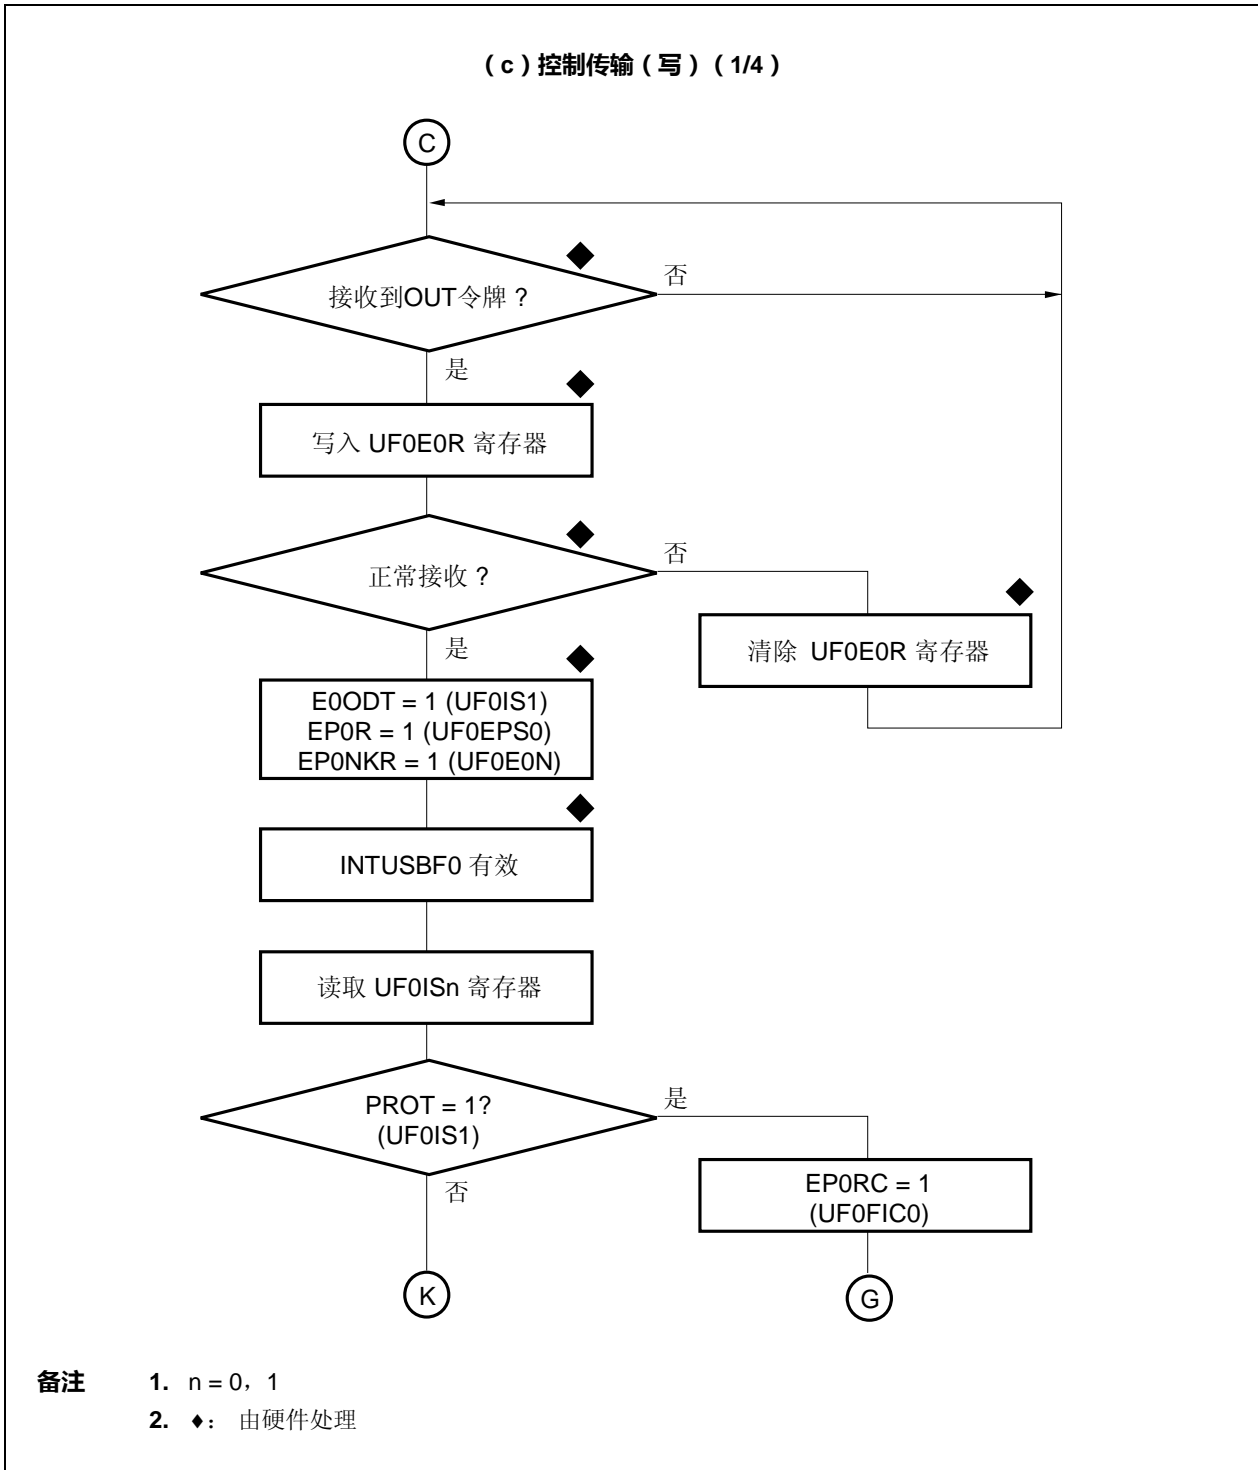 （c）控制传输（写）（1/4）
C
接收到OUT令牌 ?
否
是
写入 UF0E0R 寄存器
正常接收 ?
否
是
清除 UF0E0R 寄存器
E0ODT = 1 (UF0IS1)
EP0R = 1 (UF0EPS0)
EP0NKR = 1 (UF0E0N)
INTUSBF0 有效
读取 UF0ISn 寄存器
PROT = 1?
(UF0IS1)
是
否
EP0RC = 1
(UF0FIC0)
K
G
备注 1. n = 0，1
2. ♦： 由硬件处理